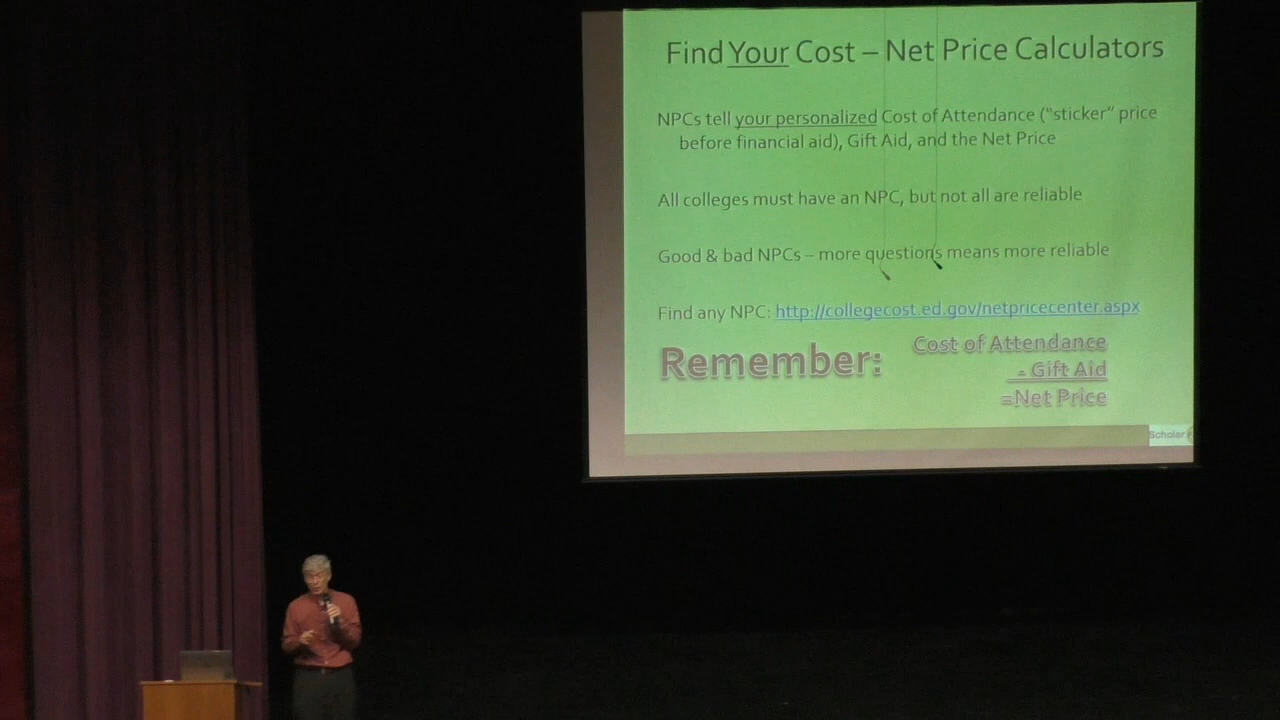 Find Your Cost – Net Price Calculators
NPCs tell your personalized Cost of Attendance (“sticker” price
before financial aid), Gift Aid, and the Net Price
All colleges must have an NPC, but not all are reliable
Good & bad NPCs – more questions means more reliable
Find any NPC: http://collegecost.ed.gov/netpricecenter.aspx
Remember:
Cost of Attendance
- Gift Aid
=Net Price
Scholar